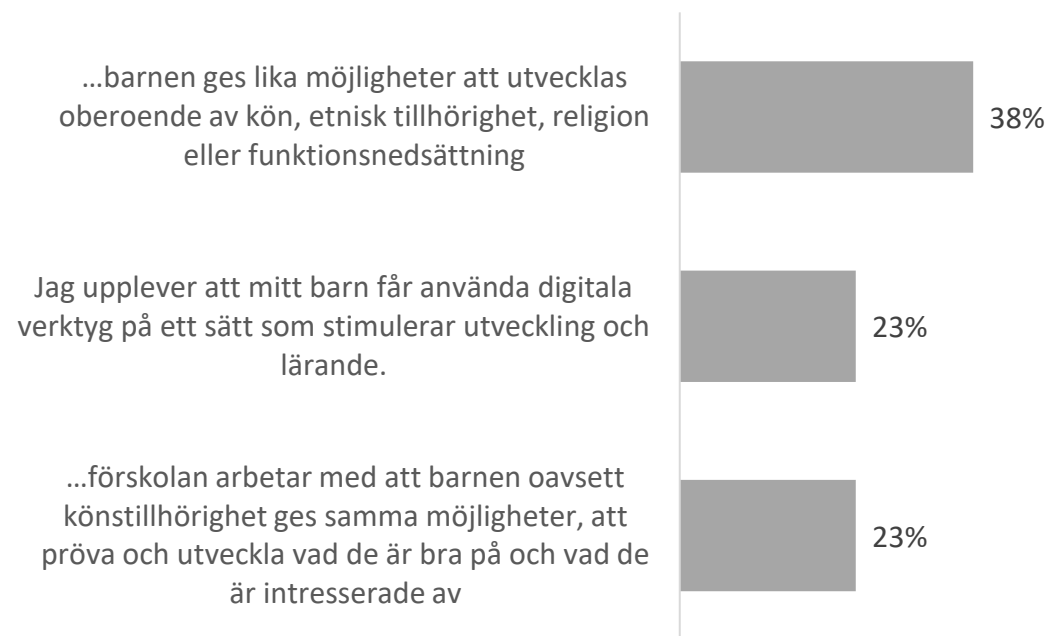 …barnen ges lika möjligheter att utvecklas
oberoende av kön, etnisk tillhörighet, religion
eller funktionsnedsättning
38%
Jag upplever att mitt barn får använda digitala
verktyg på ett sätt som stimulerar utveckling och
lärande.
23%
…förskolan arbetar med att barnen oavsett
könstillhörighet ges samma möjligheter, att
pröva och utveckla vad de är bra på och vad de
är intresserade av
23%